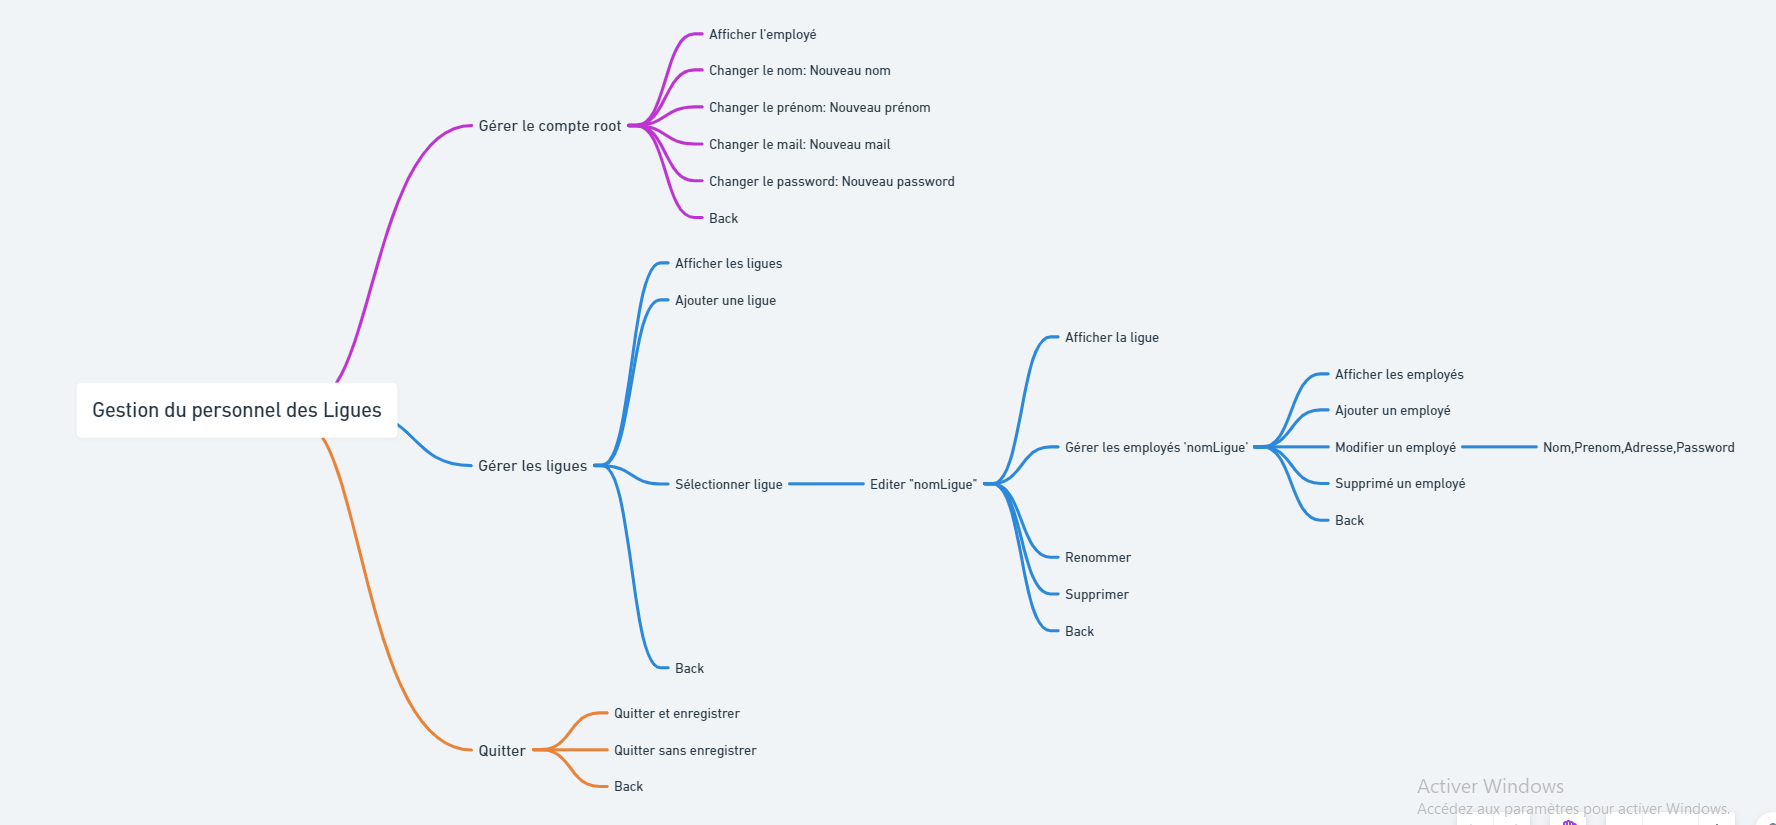 Afficher l'employé
Changer le nom: Nouveau nom
Changer le prénom: Nouveau prénom
Gérer le compte root
Changer le mail: Nouveau mail
Changer le password: Nouveau password
Back
Afficher les ligues
Ajouter une ligue
Afficher la ligue
Afficher les employés
Gestion du personnel des Ligues
Ajouter un employé
Gérer les employés 'nomLigue'
Modifier un employé
Nom,Prenom,Adresse,Password
Gérer les ligues
Sélectionner ligue
Editer "nomLigue"
Supprimé un employé
Back
Renommer
Supprimer
Back
Back
Quitter et enregistrer
Quitter
Quitter sans enregistrer
Back
Activer Windows
Accédez aux paramètres pour activer Windows.